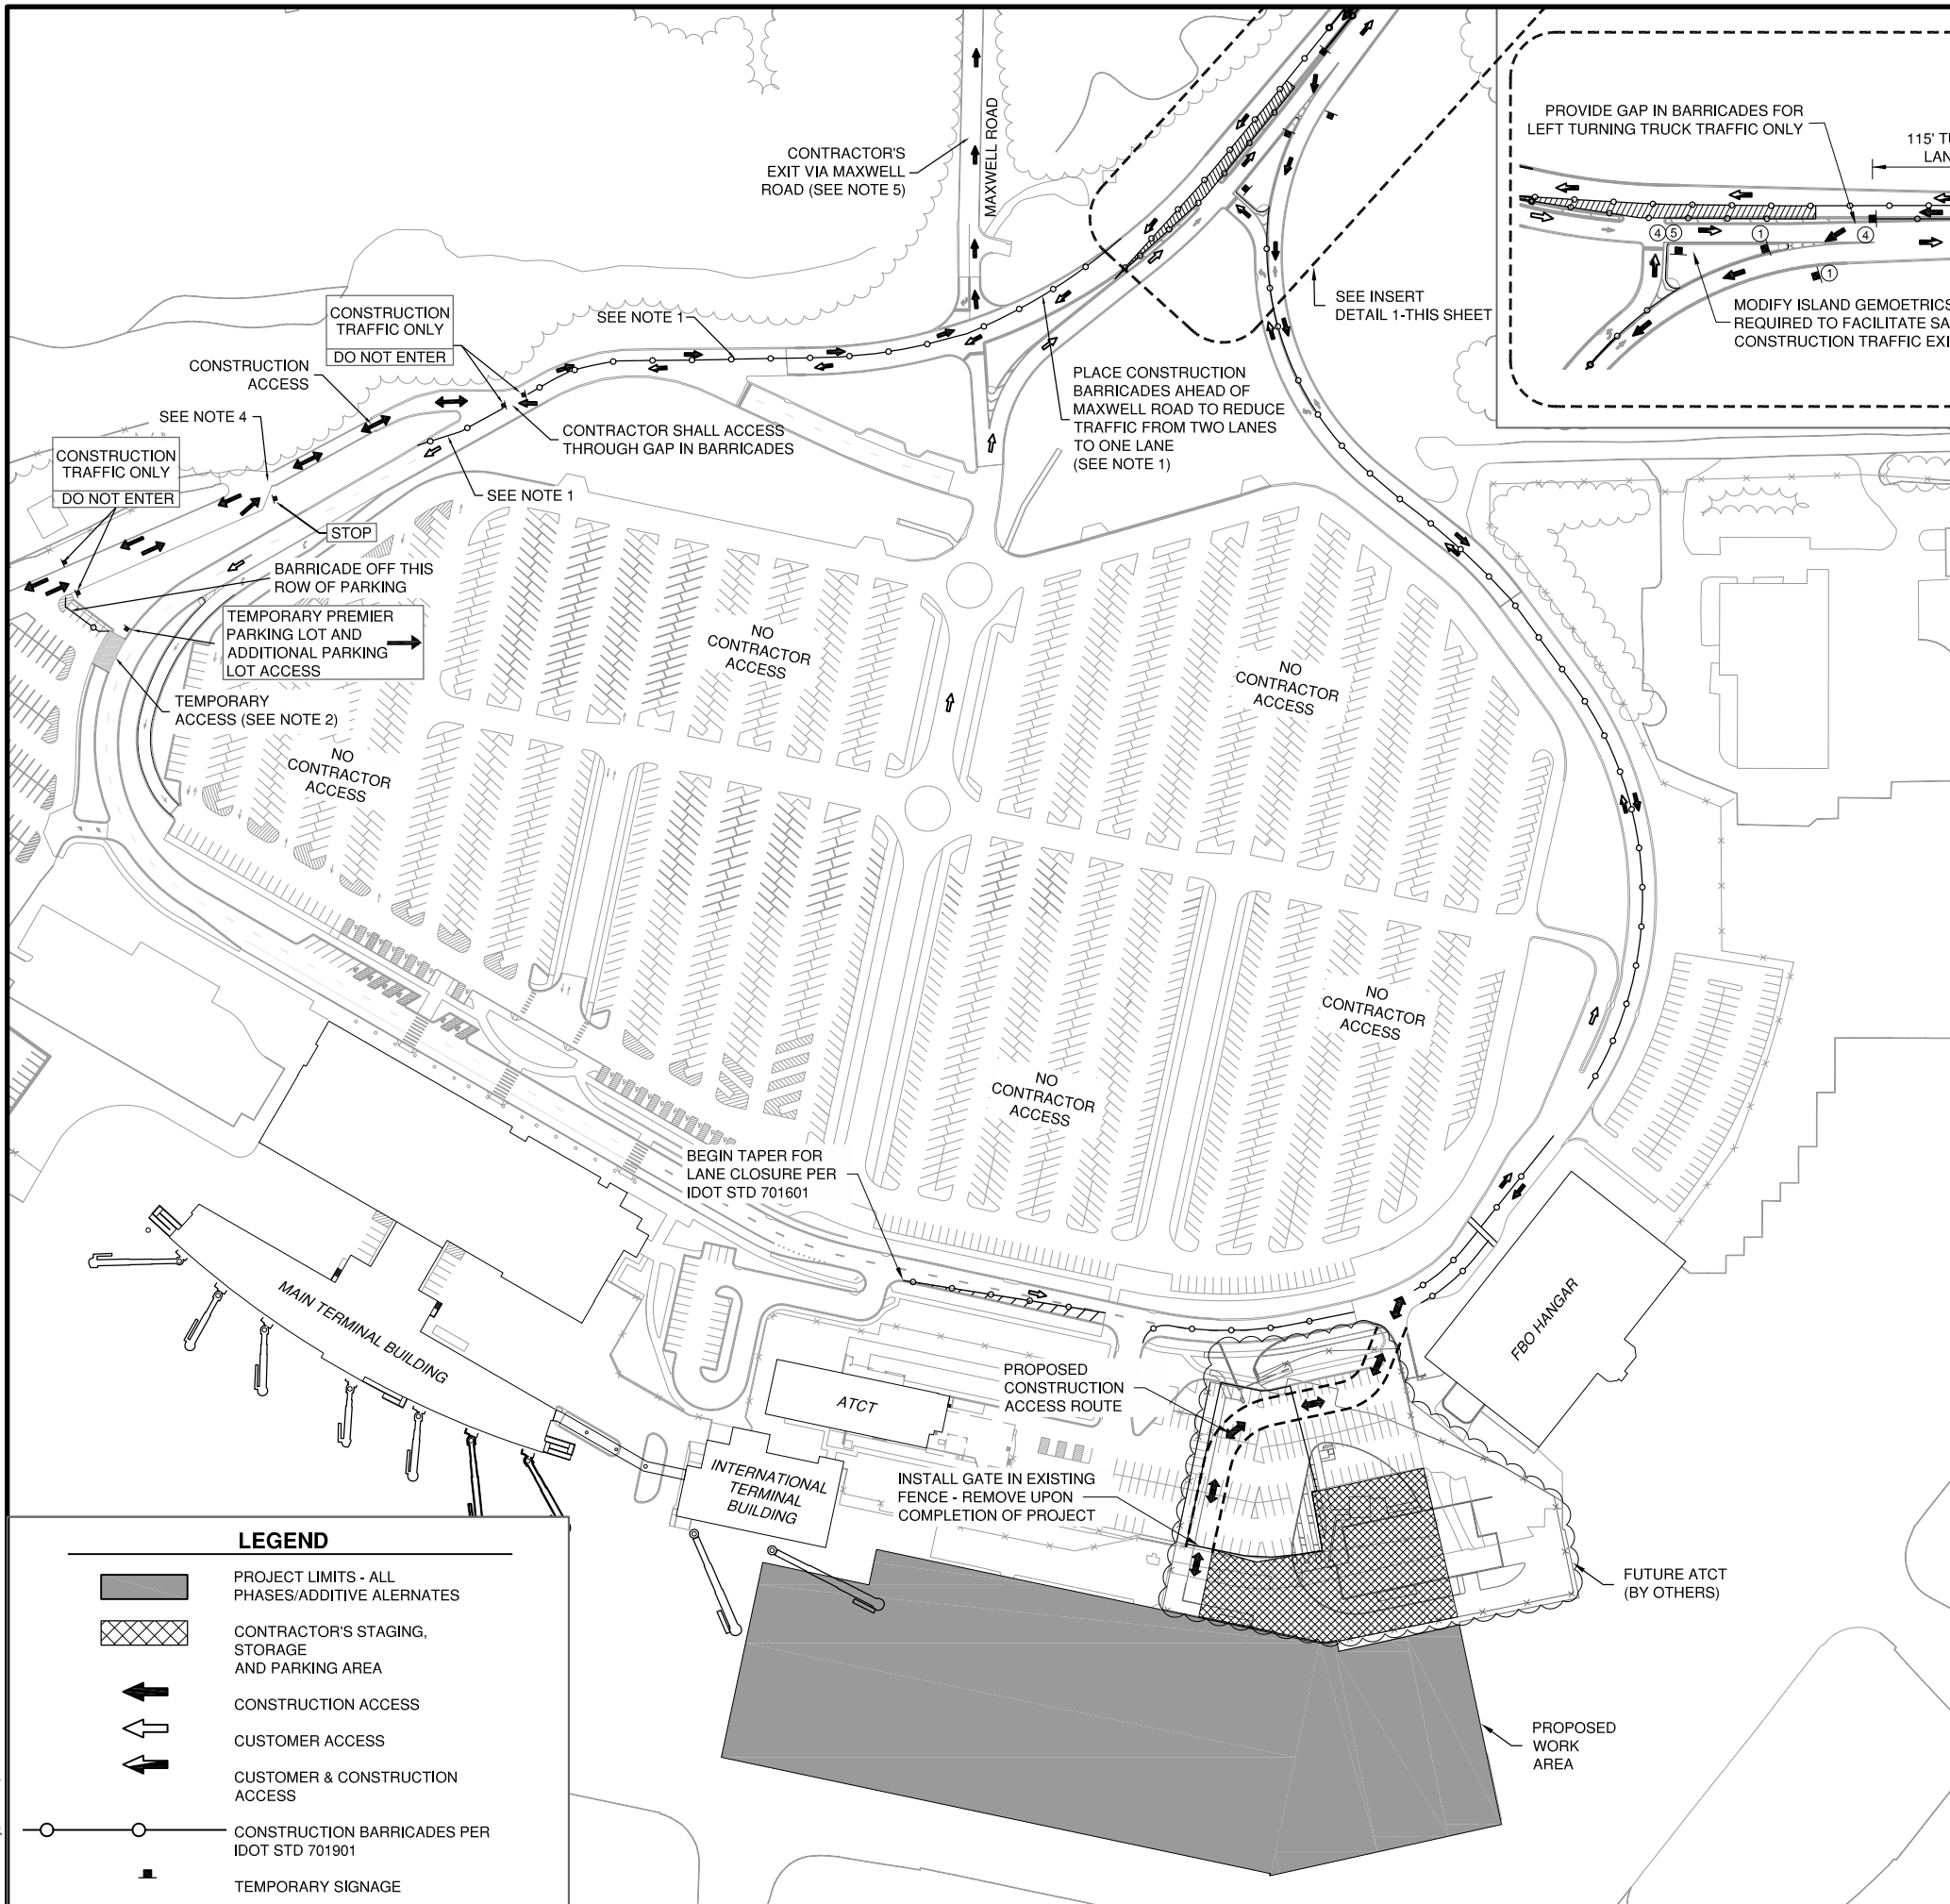 CONTRACTOR'S
EXIT VIA MAXWELL
ROAD (SEE NOTE 5)
MAXWELL ROAD
PROVIDE GAP IN BARRICADES FOR
LEFT TURNING TRUCK TRAFFIC ONLY
115'
4 5 1 4
1
MODIFY ISLAND GEMOETRICS
REQUIRED TO FACILITATE
CONSTRUCTION TRAFFIC
SEE INSERT
DETAIL 1-THIS SHEET
CONSTRUCTION
TRAFFIC ONLY
DO NOT ENTER
SEE NOTE 1
CONSTRUCTION
ACCESS
SEE NOTE 4
CONSTRUCTION
TRAFFIC ONLY
DO NOT ENTER
CONTRACTOR SHALL ACCESS
THROUGH GAP IN BARRICADES
PLACE CONSTRUCTION
BARRICADES AHEAD OF
MAXWELL ROAD TO REDUCE
TRAFFIC FROM TWO LANES
TO ONE LANE
(SEE NOTE 1)
SEE NOTE 1
STOP
BARRICADE OFF THIS
ROW OF PARKING
TEMPORARY PREMIER
PARKING LOT AND
ADDITIONAL PARKING
LOT ACCESS
TEMPORARY
ACCESS (SEE NOTE 2)
NO
CONTRACTOR
ACCESS
NO
CONTRACTOR
ACCESS
NO
CONTRACTOR
ACCESS
NO
CONTRACTOR
ACCESS
NO
CONTRACTOR
ACCESS
BEGIN TAPER FOR
LANE CLOSURE PER
IDOT STD 701601
MAIN TERMINAL BUILDING
FBO HANGAR
PROPOSED
CONSTRUCTION
ACCESS ROUTE
ATCT
INTERNATIONAL
TERMINAL
BUILDING
INSTALL GATE IN EXISTING
FENCE - REMOVE UPON
COMPLETION OF PROJECT
FUTURE ATCT
(BY OTHERS)
PROPOSED
WORK
AREA
LEGEND
PROJECT LIMITS - ALL
PHASES/ADDITIVE ALERNATES
CONTRACTOR'S STAGING,
STORAGE
AND PARKING AREA
CONSTRUCTION ACCESS
CUSTOMER ACCESS
CUSTOMER & CONSTRUCTION
ACCESS
CONSTRUCTION BARRICADES PER
IDOT STD 701901
TEMPORARY SIGNAGE